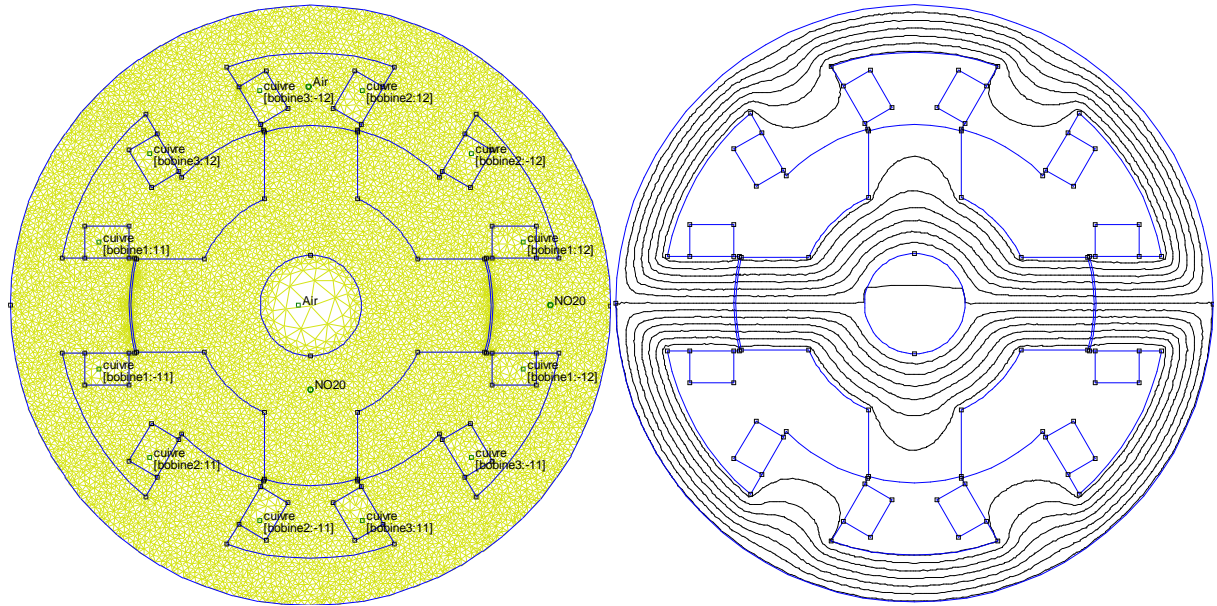 Air
cuivre
[bobine3:-12]
cuivre
[bobine2:12]
cuivre
[bobine3:12]
cuivre
[bobine2:-12]
cuivre
[bobine1:11]
cuivre
[bobine1:12]
Air
NO20
cuivre
[bobine1:-11]
cuivre
[bobine1:-12]
NO20
cuivre
[bobine2:11]
cuivre
[bobine3:-11]
cuivre
[bobine2:-11]
cuivre
[bobine3:11]